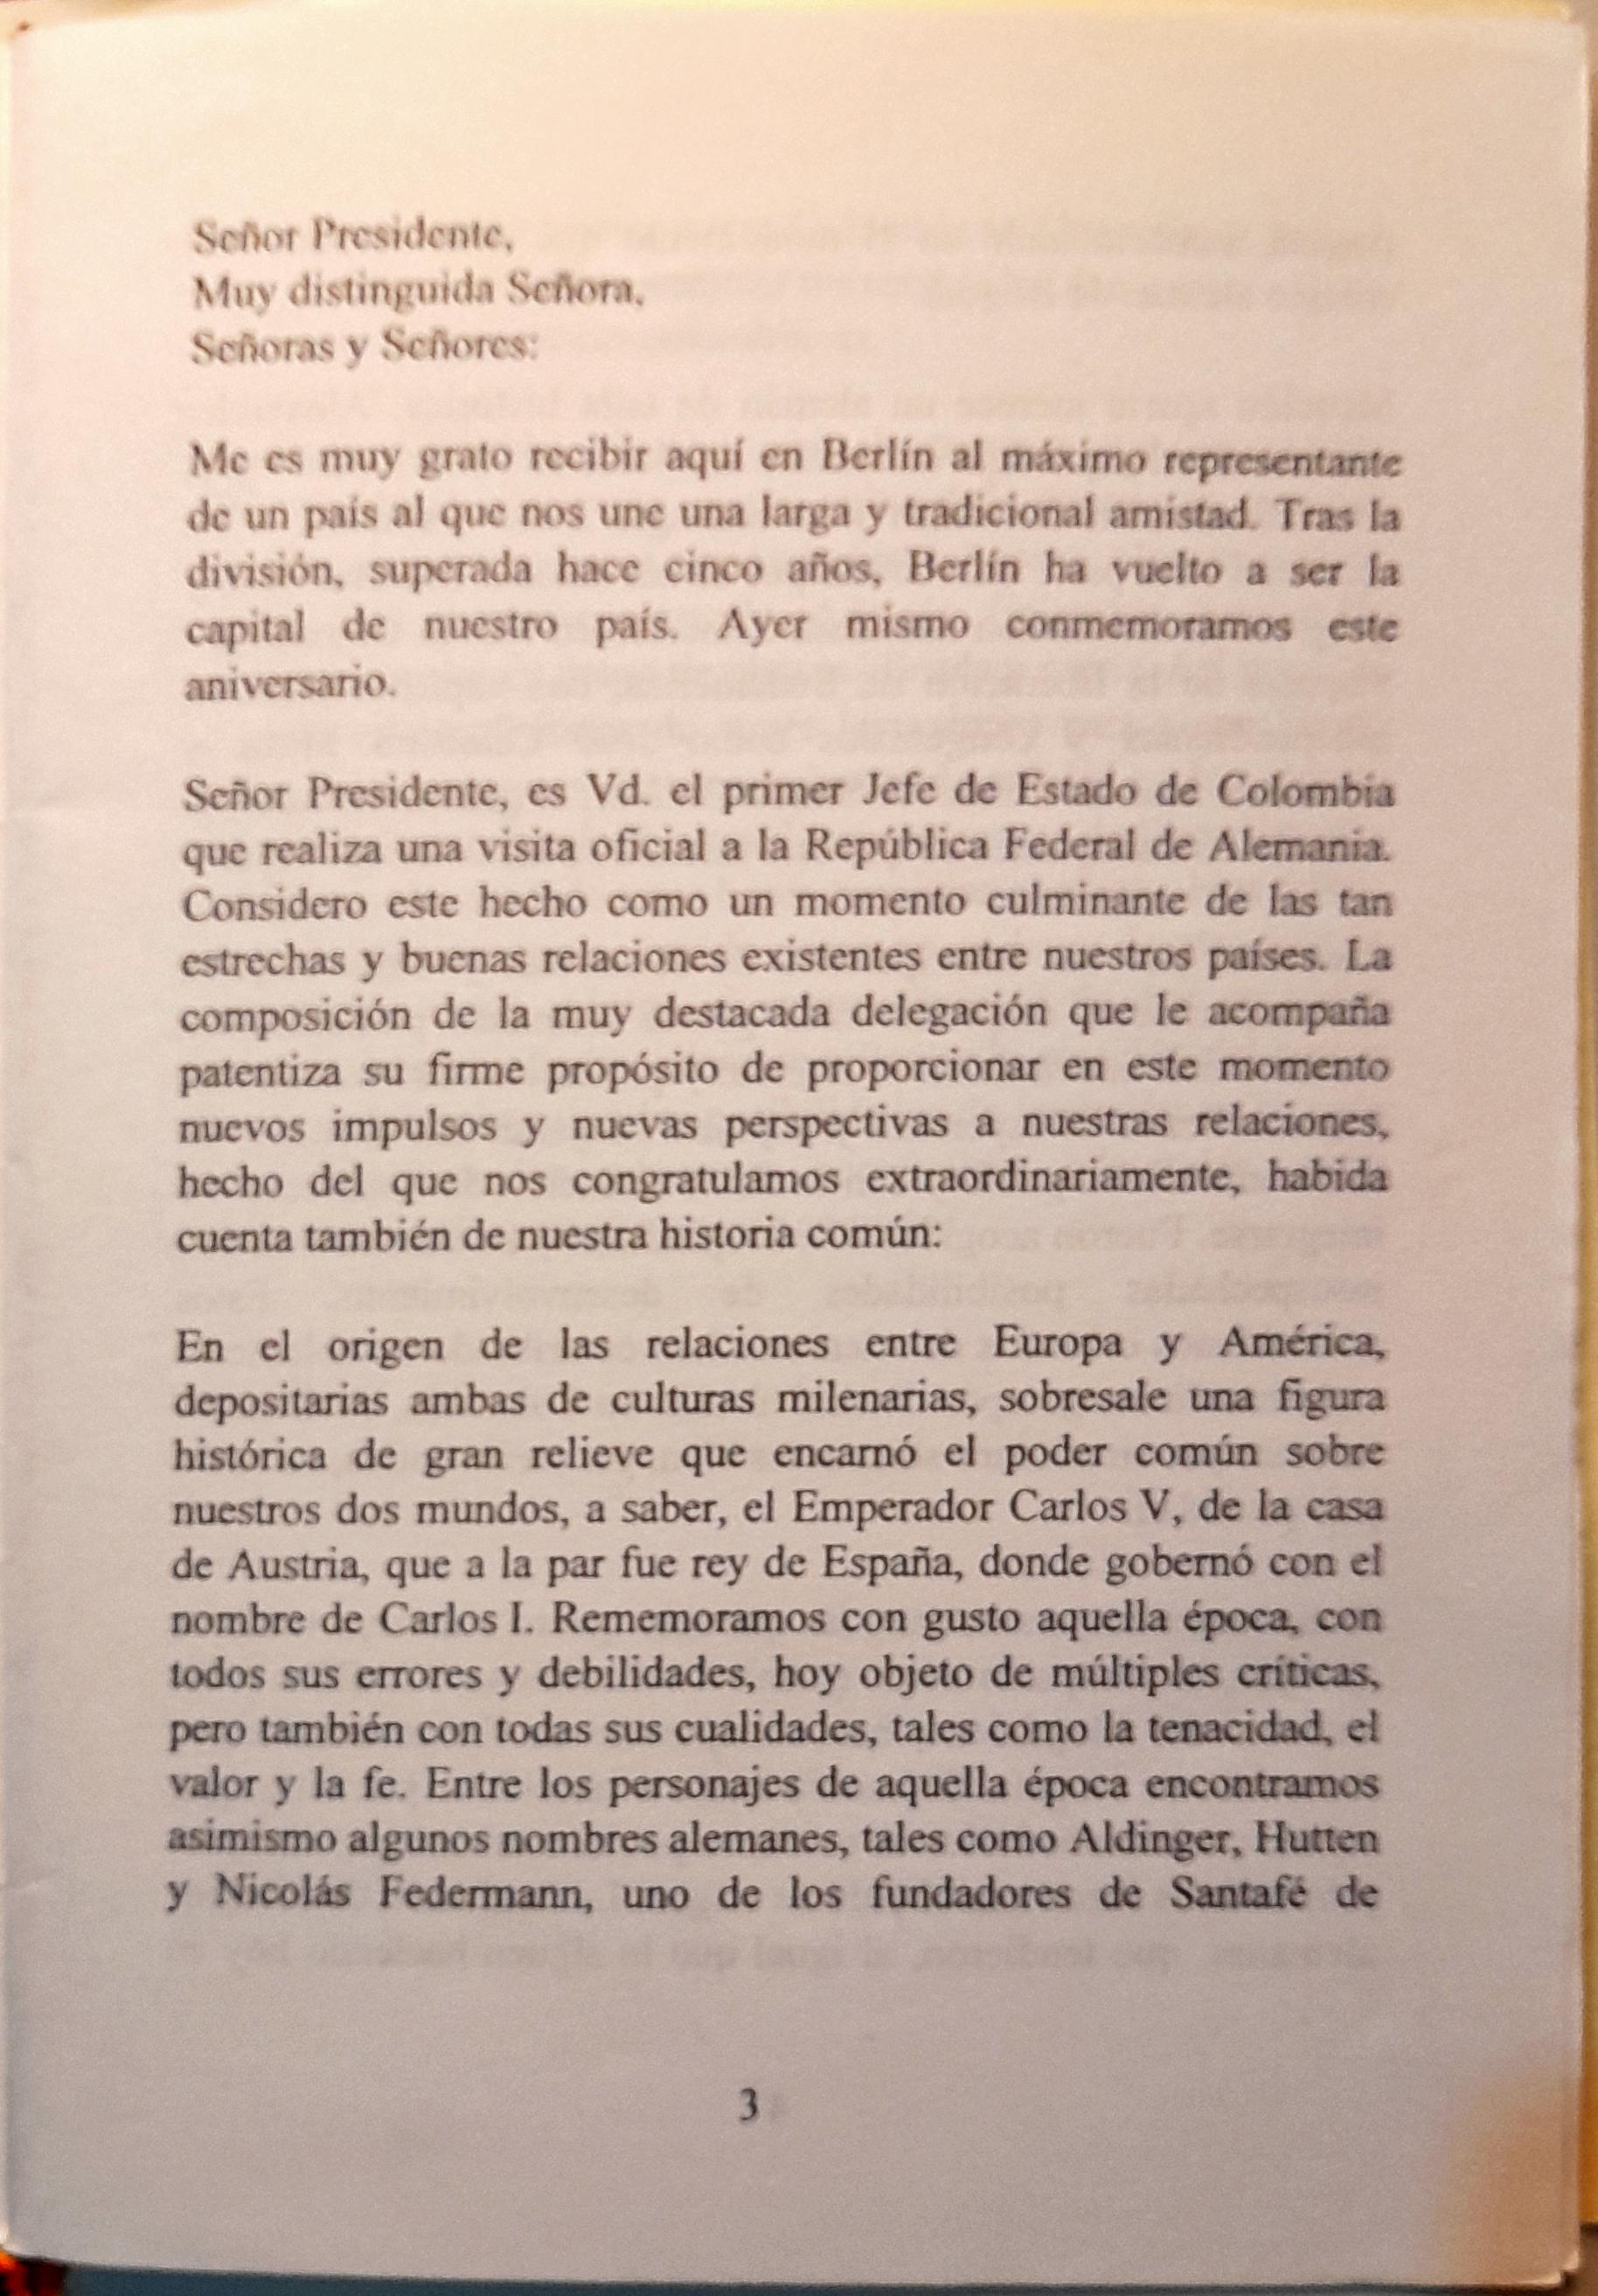 Señor Presidente,
Muy distinguida Señora,
Señoras y Señores:
Me es muy grato recibir aquí en Berlín al máximo representante
de un país al que nos une una larga y tradicional amistad. Tras la
división, superada hace cinco años, Berlín ha vuelto a ser la
capital de nuestro país. Ayer mismo conmemoramos este
aniversario.
Señor Presidente, es Vd. el primer Jefe de Estado de Colombia
que realiza una visita oficial a la República Federal de Alemania.
Considero este hecho como un momento culminante de las tan
estrechas y buenas relaciones existentes entre nuestros países. La
composición de la muy destacada delegación que le acompaña
patentiza su firme propósito de proporcionar en este momento
nuevos impulsos y nuevas perspectivas a nuestras relaciones,
hecho del que nos congratulamos extraordinariamente, habida
cuenta también de nuestra historia común:
En el origen de las relaciones entre Europa y América,
depositarias ambas de culturas milenarias, sobresale una figura
histórica de gran relieve que encarnó el poder común sobre
nuestros dos mundos, a saber, el Emperador Carlos V, de la casa
de Austria, que a la par fue rey de España, donde gobernó con el
nombre de Carlos I. Rememoramos con gusto aquella época, con
todos sus errores y debilidades, hoy objeto de múltiples críticas,
pero también con todas sus cualidades, tales como la tenacidad, el
valor y la fe. Entre los personajes de aquella época encontramos
asimismo algunos nombres alemanes, tales como Aldinger, Hutten
y Nicolás Federmann, uno de los fundadores de Santafé de
3